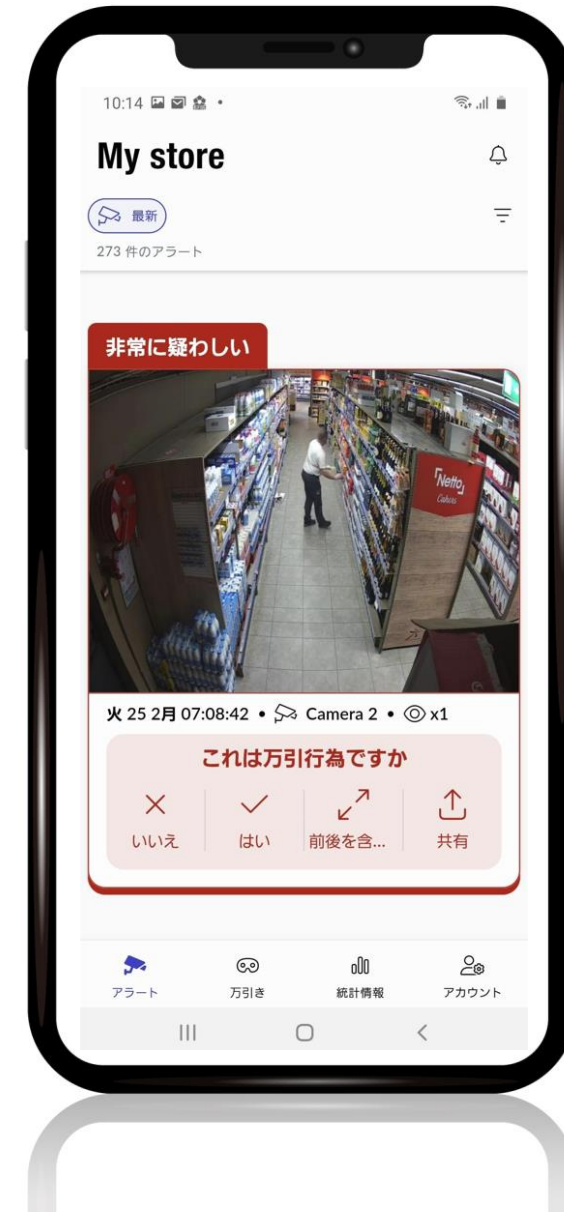 10:14
My store
最新
273 件のアラート
非常に疑わしい
Netto
火 25 2月 07:08:42 • Camera 2 • x1
これは万引行為ですか
いいえ
はい
前後を含...
共有
アラート
万引き
統計情報
アカウント